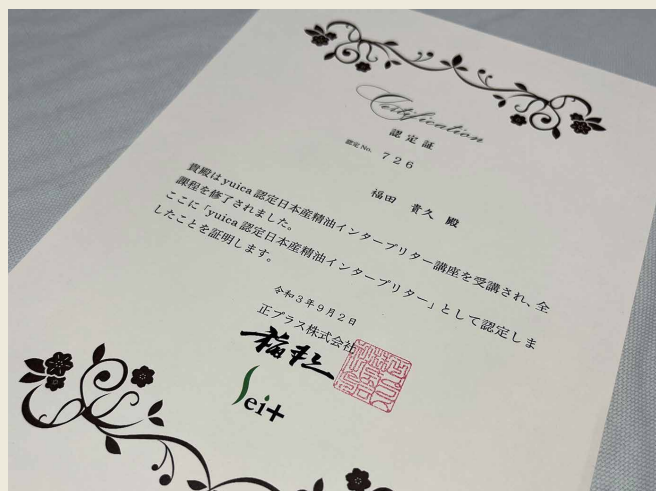 Certification
認定証
認定No. 726
福田 貴久 殿
貴殿はyuica認定日本産精油インタープリター講座を受講され、全
課程を修了されました。
ここに「yuica認定日本産精油インタープリター」として認定しま
したことを証明します。
令和3年9月2日
正プラス株式会社
Sei+